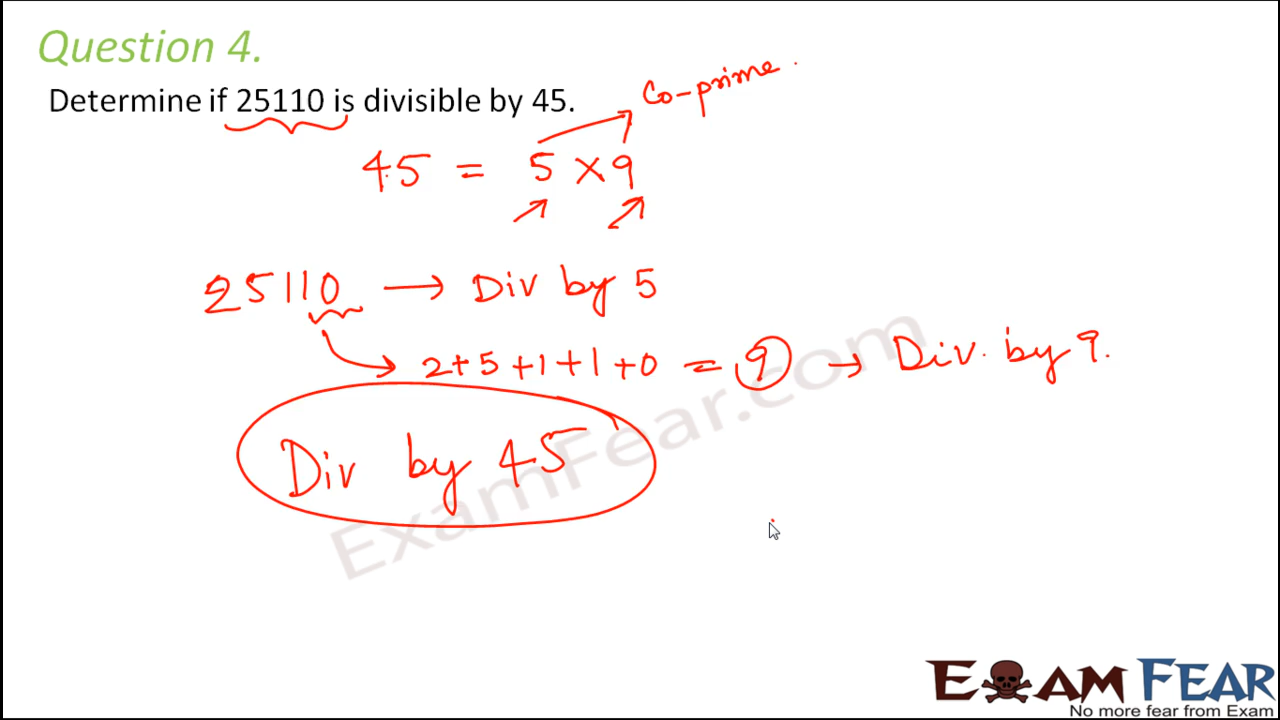 Question 4.
Co-prime.
Determine if 25110 is divisible by 45.
45 = 5 × 9
25110 → Div by 5
2+5+1+1+0 = 9 → Div. by 9.
Div by 45
ExamFear.com
EXAM FEAR
No more fear from Exam